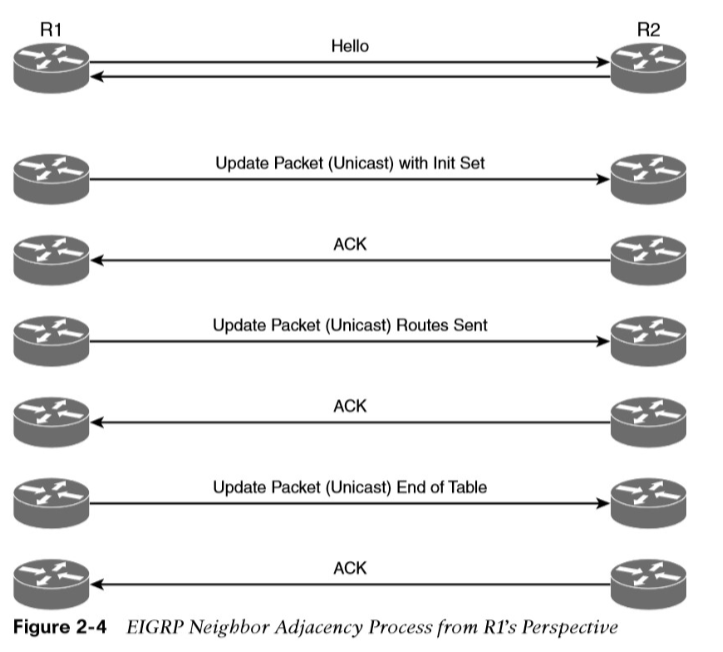 R1 R2
Hello
Update Packet (Unicast) with Init Set
ACK
Update Packet (Unicast) Routes Sent
ACK
Update Packet (Unicast) End of Table
ACK
Figure 2-4 EIGRP Neighbor Adjacency Process from R1's Perspective